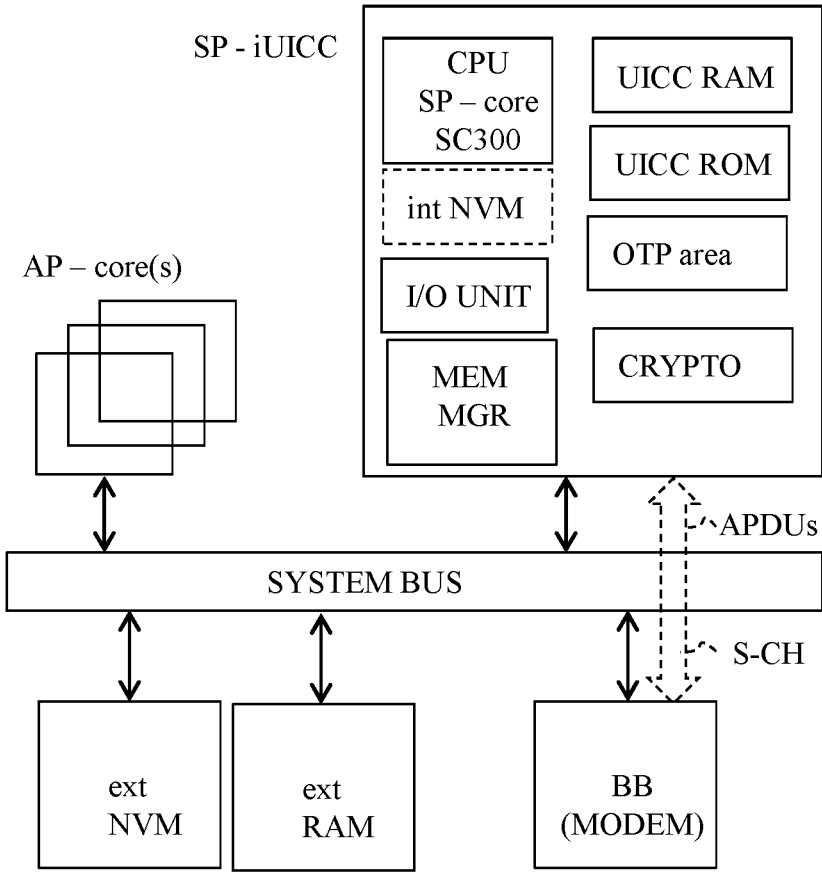 SP - iUICC
CPU
SP – core
SC300
UICC RAM
UICC ROM
int NVM
OTP area
AP – core(s)
I/O UNIT
MEM
MGR
CRYPTO
APDUs
SYSTEM BUS
S-CH
ext
NVM
ext
RAM
BB
(MODEM)